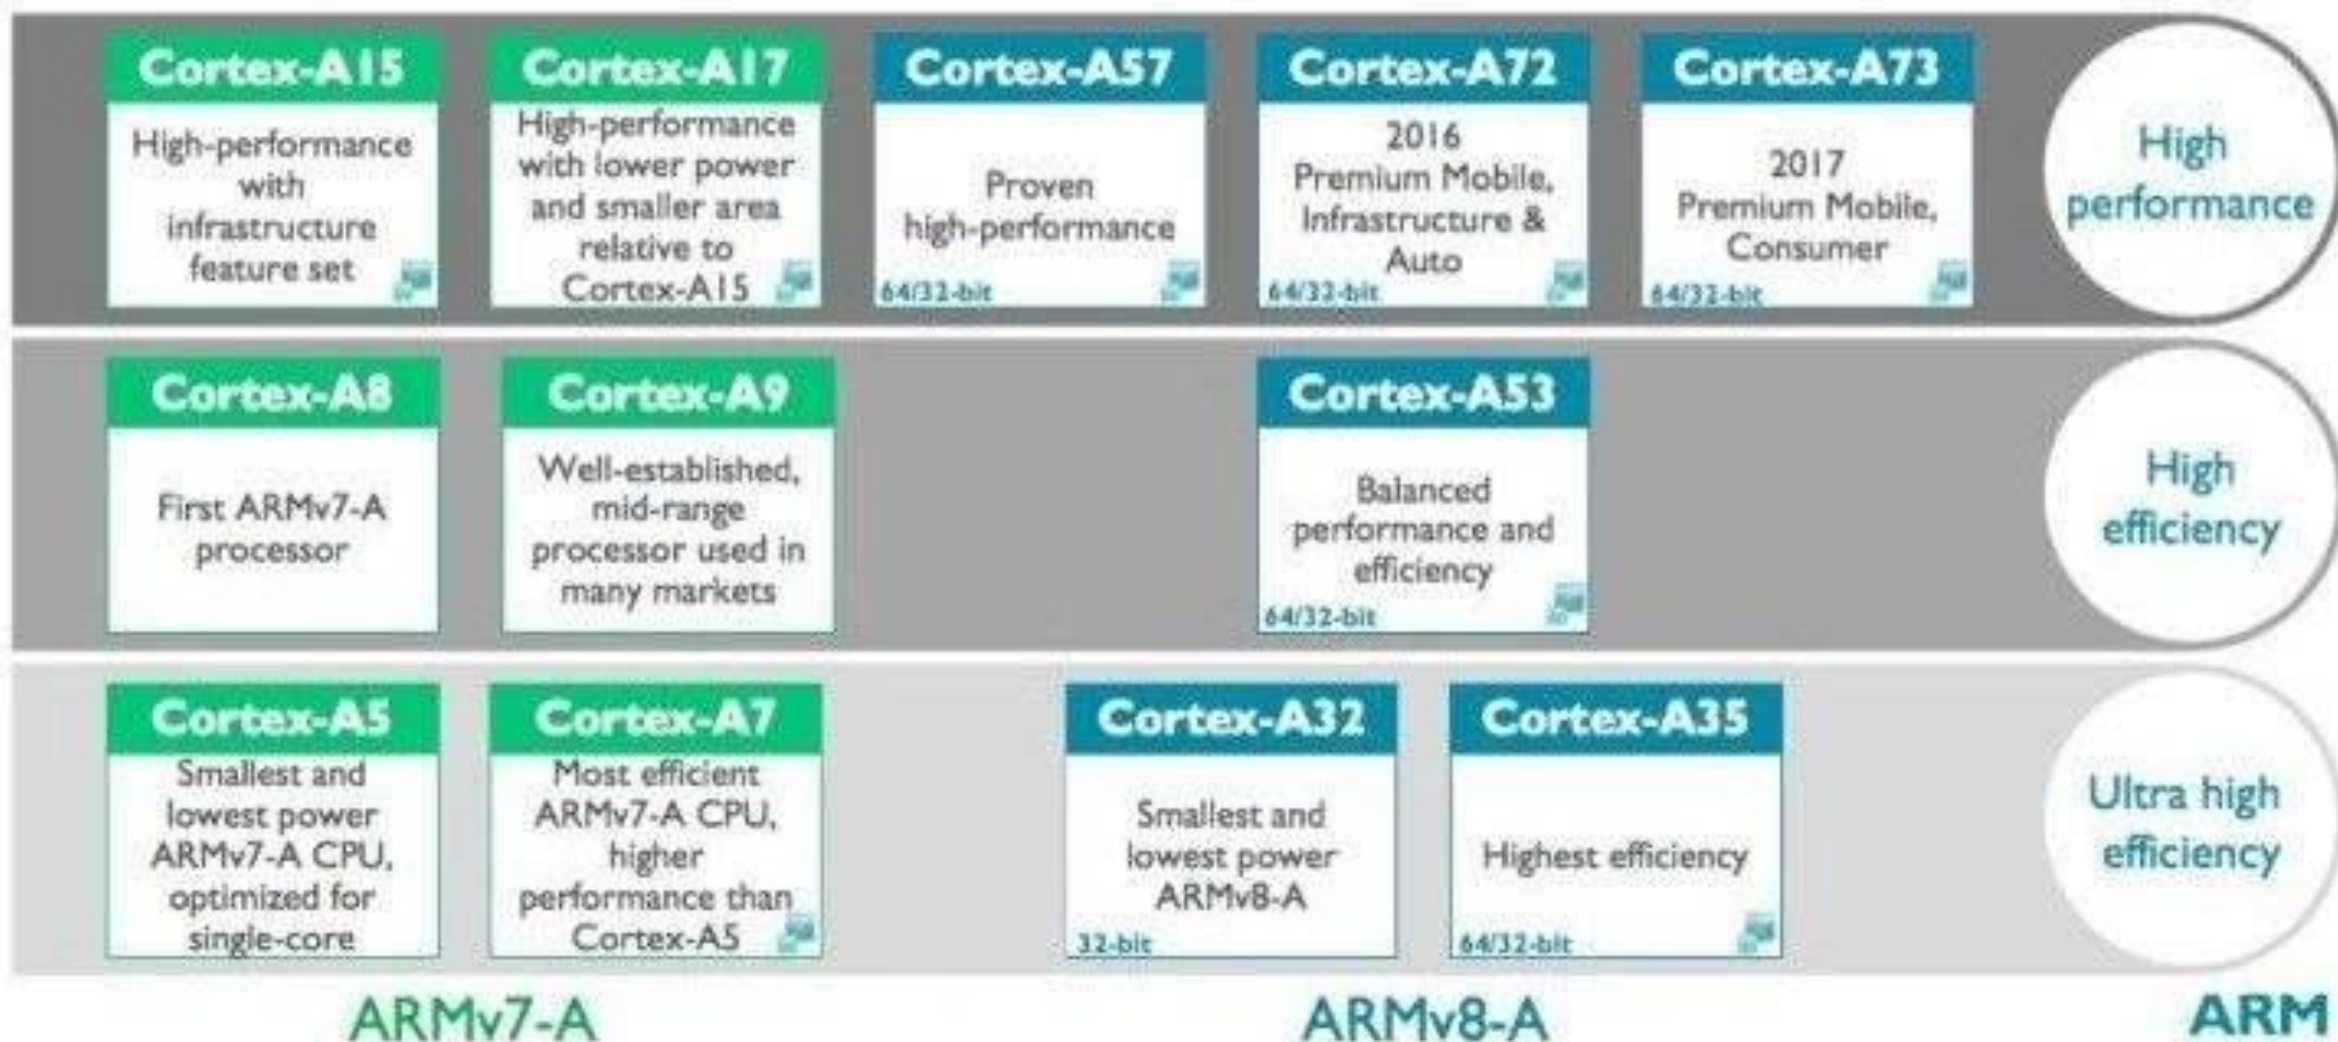 Cortex-A15
High-performance
with
infrastructure
feature set
Cortex-A17
High-performance
with lower power
and smaller area
relative to
Cortex-A15
Cortex-A57
Proven
high-performance
64/32-bit
Cortex-A72
2016
Premium Mobile,
Infrastructure &
Auto
64/32-bit
Cortex-A73
2017
Premium Mobile,
Consumer
64/32-bit
High
performance
Cortex-A8
First ARMv7-A
processor
Cortex-A9
Well-established,
mid-range
processor used in
many markets
Cortex-A53
Balanced
performance and
efficiency
64/32-bit
High
efficiency
Cortex-A5
Smallest and
lowest power
ARMv7-A CPU,
optimized for
single-core
Cortex-A7
Most efficient
ARMv7-A CPU,
higher
performance than
Cortex-A5
Cortex-A32
Smallest and
lowest power
ARMv8-A
32-bit
Cortex-A35
Highest efficiency
64/32-bit
Ultra high
efficiency
ARMv7-A
ARMv8-A
ARM